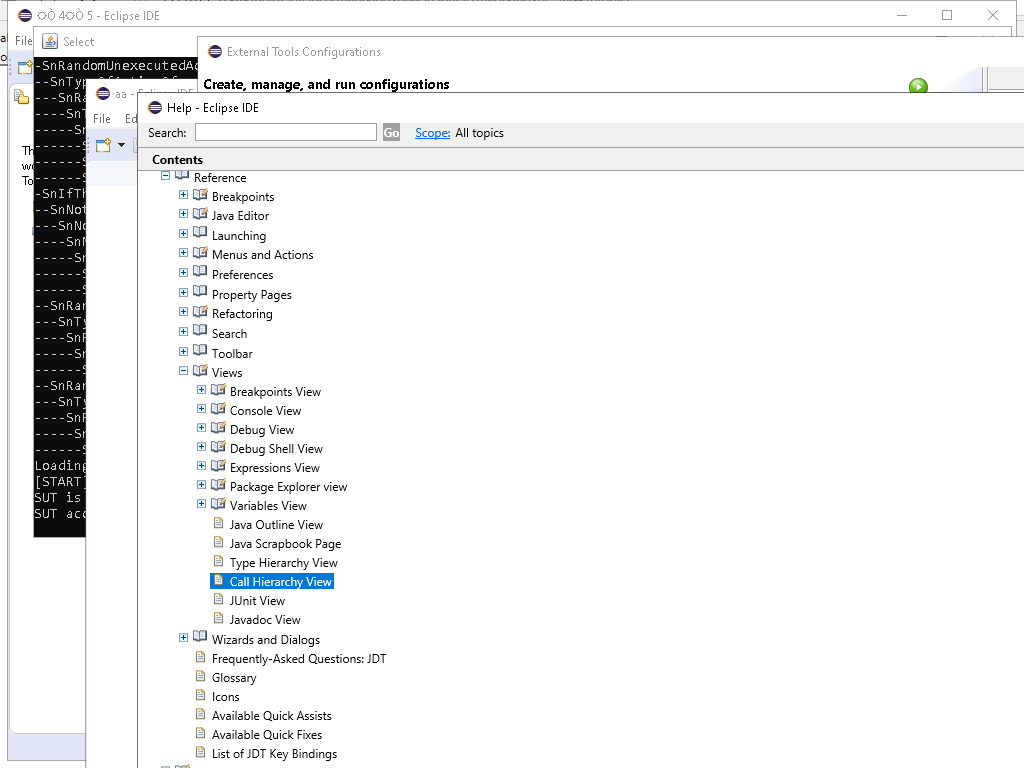 4 5 - Eclipse IDE
File
Select
External Tools Configurations
Create, manage, and run configurations
-SnRandomUnexecutedAc
--SnTyp
aa - Eclipse IDE
File Ed
Help - Eclipse IDE
Search: Go Scope: All topics
Contents
Reference
Breakpoints
Java Editor
Launching
Menus and Actions
Preferences
Property Pages
Refactoring
Search
Toolbar
Views
Breakpoints View
Console View
Debug View
Debug Shell View
Expressions View
Package Explorer view
Variables View
Java Outline View
Java Scrapbook Page
Type Hierarchy View
Call Hierarchy View
JUnit View
Javadoc View
Wizards and Dialogs
Frequently-Asked Questions: JDT
Glossary
Icons
Available Quick Assists
Available Quick Fixes
List of JDT Key Bindings
---SnRa
----SnT
-----Sn
------S
------S
------S
-SnIfTh
--SnNot
---SnNo
----SnN
-----Sn
------S
------S
--SnRan
---SnTy
----SnF
-----Sn
------S
--SnRan
---SnTy
----SnF
-----Sn
------S
Loading
[START]
SUT is
SUT acc
Th
wo
To